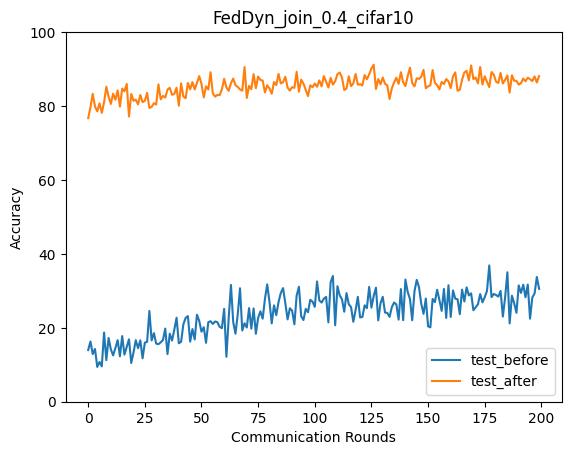 FedDyn_join_0.4_cifar10
100
80
60
40
20
0
Accuracy
0 25 50 75 100 125 150 175 200
Communication Rounds
test_before
test_after